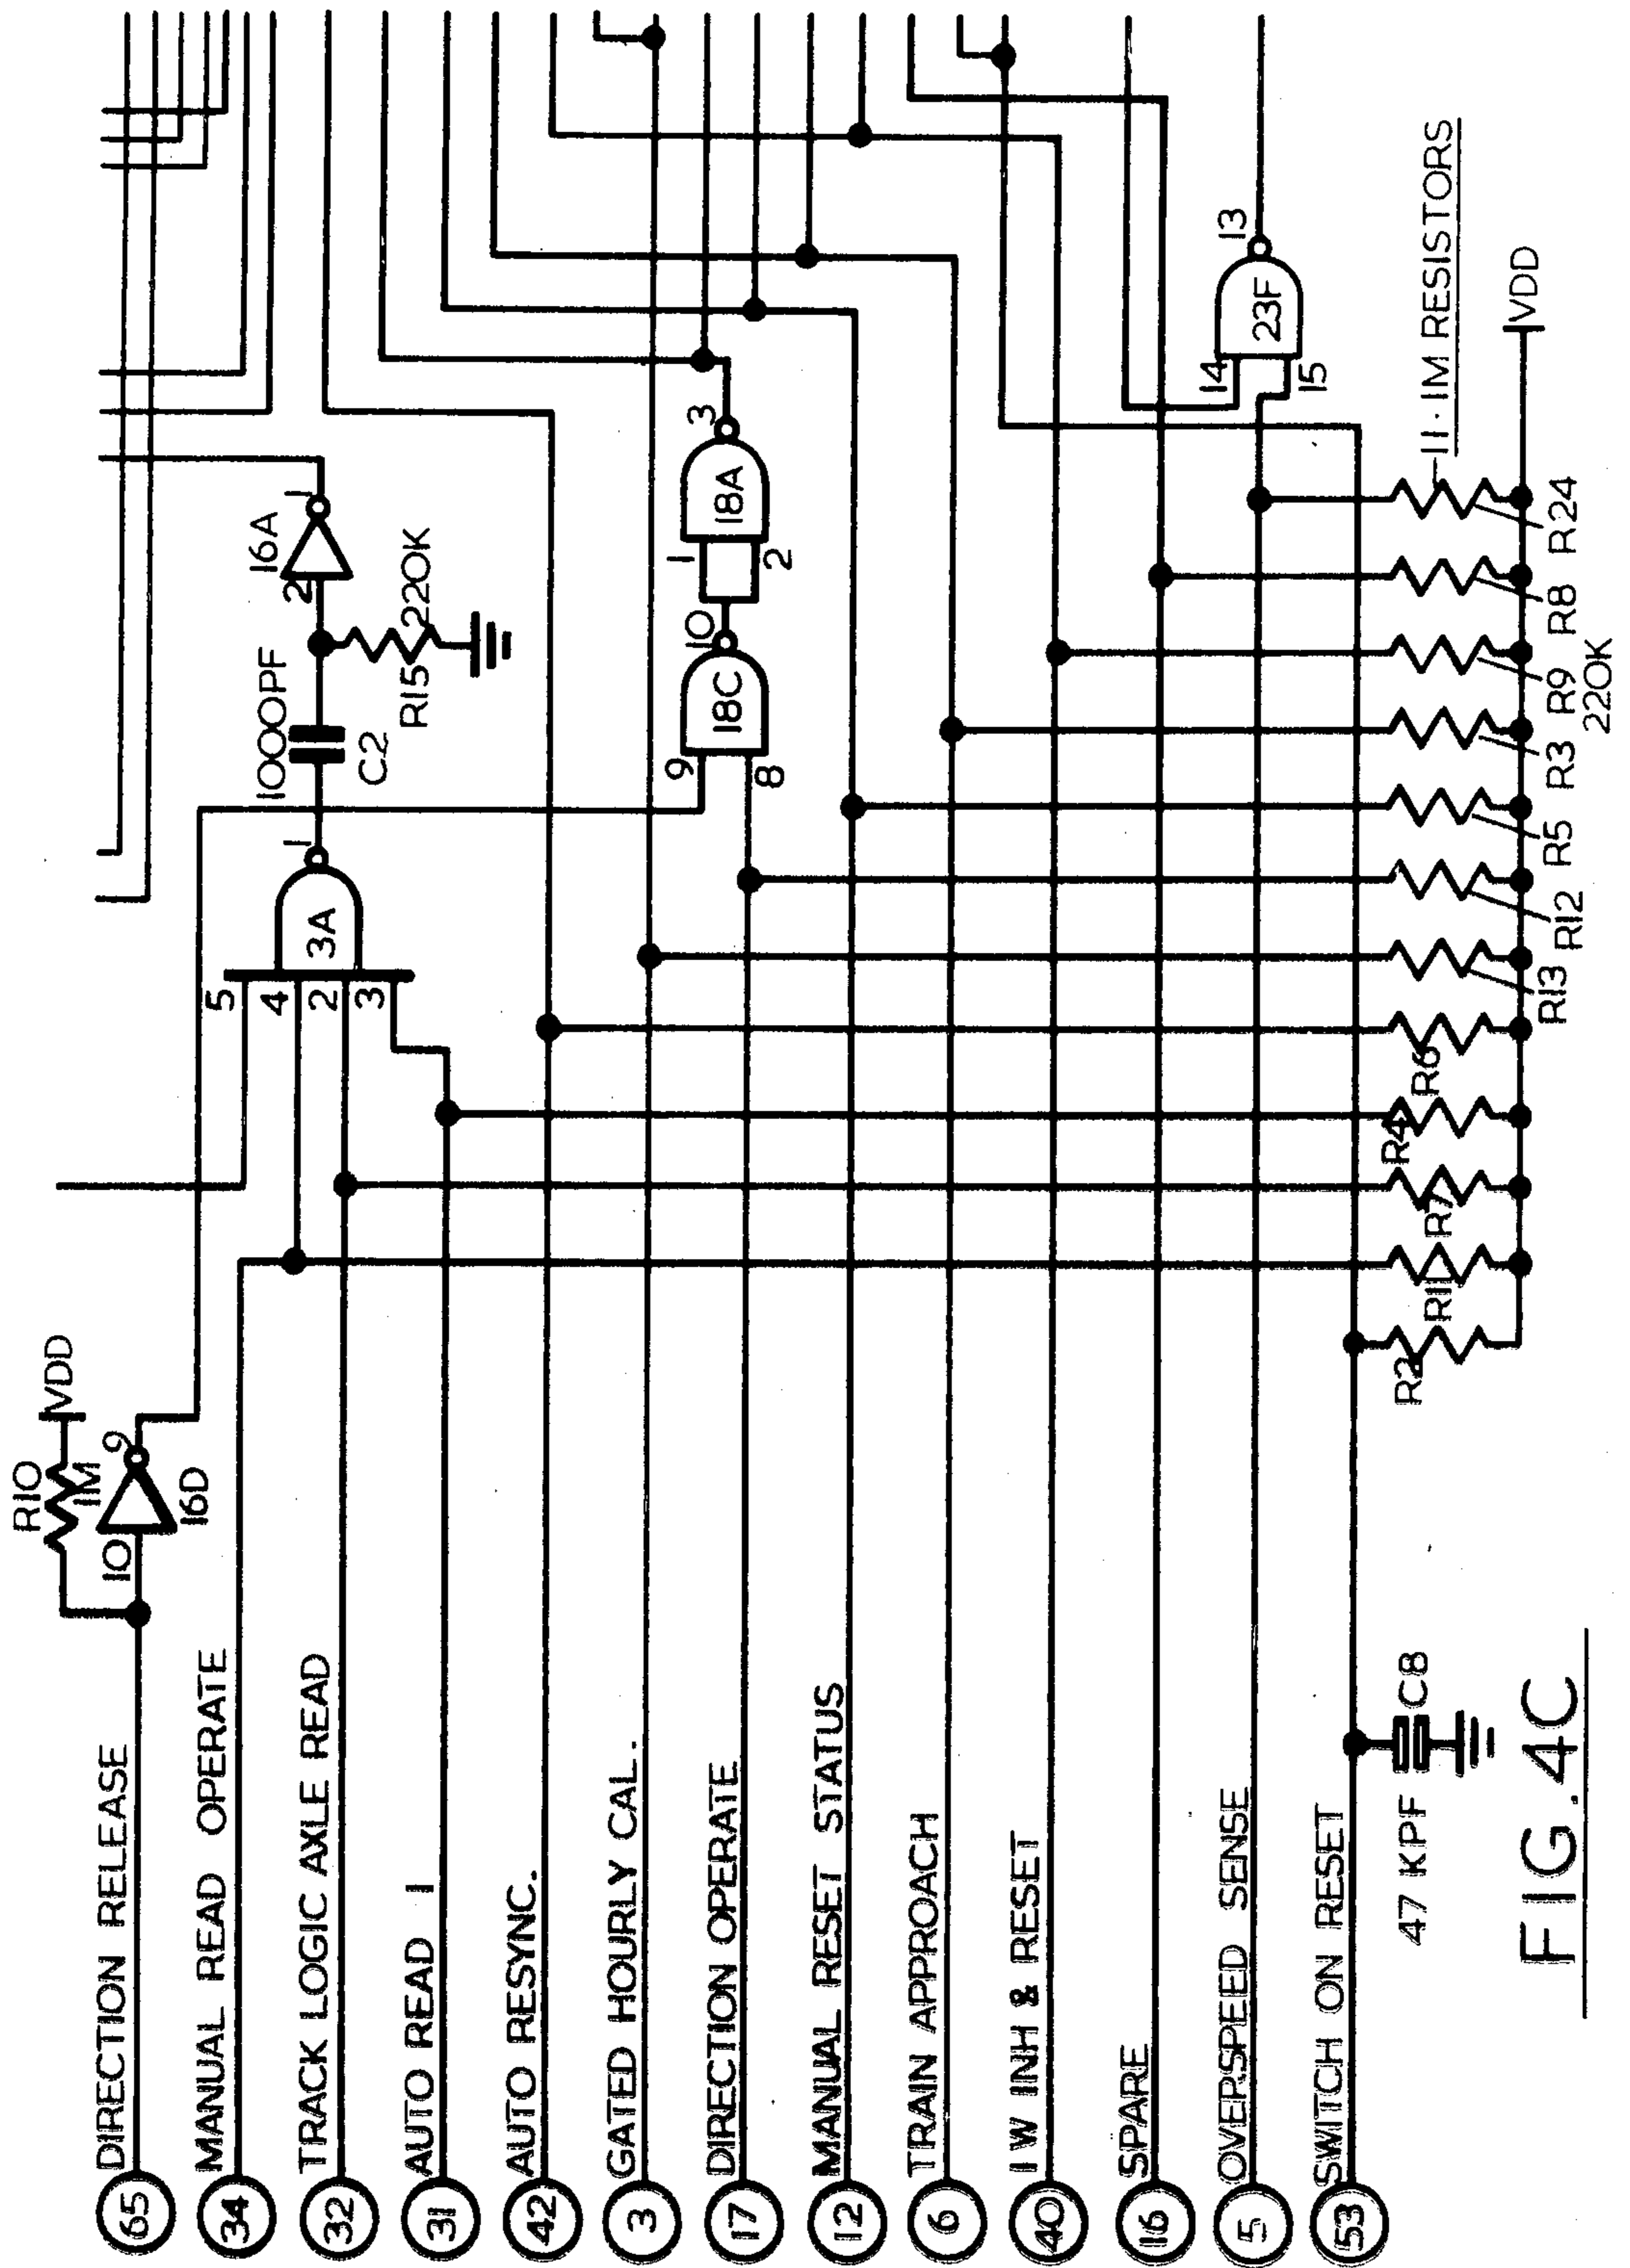 R10
1M
VDD
10
9
16D
65 DIRECTION RELEASE
34 MANUAL READ OPERATE
32 TRACK LOGIC AXLE READ
31 AUTO READ 1
42 AUTO RESYNC.
3 GATED HOURLY CAL.
17 DIRECTION OPERATE
12 MANUAL RESET STATUS
6 TRAIN APPROACH
40 1 W INH & RESET
16 SPARE
5 OVERSPEED SENSE
53 SWITCH ON RESET
5
4
2
3
3A
1
1000PF
C2
R15
220K
2
16A
1
9
8
18C
10
1
2
18A
3
14
15
23F
13
11·1M RESISTORS
VDD
R2
R11
R7
R4
R6
R13
R12
R5
R3
R9
220K
R8
R24
47 KPF
C8
FIG.4C